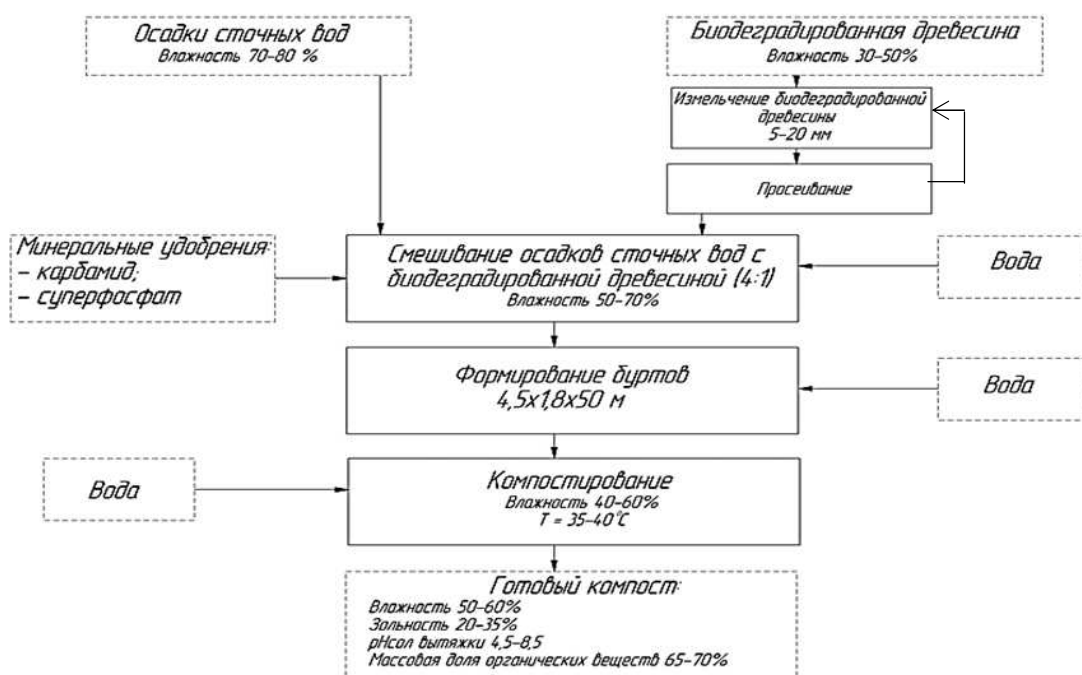 Осадки сточных вод
Влажность 70-80 %
Биодеградированная древесина
Влажность 30-50%
Измельчение биодеградированной
древесины
5-20 мм
Просеивание
Минеральные удобрения:
- карбамид;
- суперфосфат
Смешивание осадков сточных вод с
биодеградированной древесиной (4:1)
Влажность 50-70%
Вода
Формирование буртов
4,5х1,8х50 м
Вода
Вода
Компостирование
Влажность 40-60%
Т = 35-40°С
Готовый компост:
Влажность 50-60%
Зольность 20-35%
рНсол вытяжки 4,5-8,5
Массовая доля органических веществ 65-70%